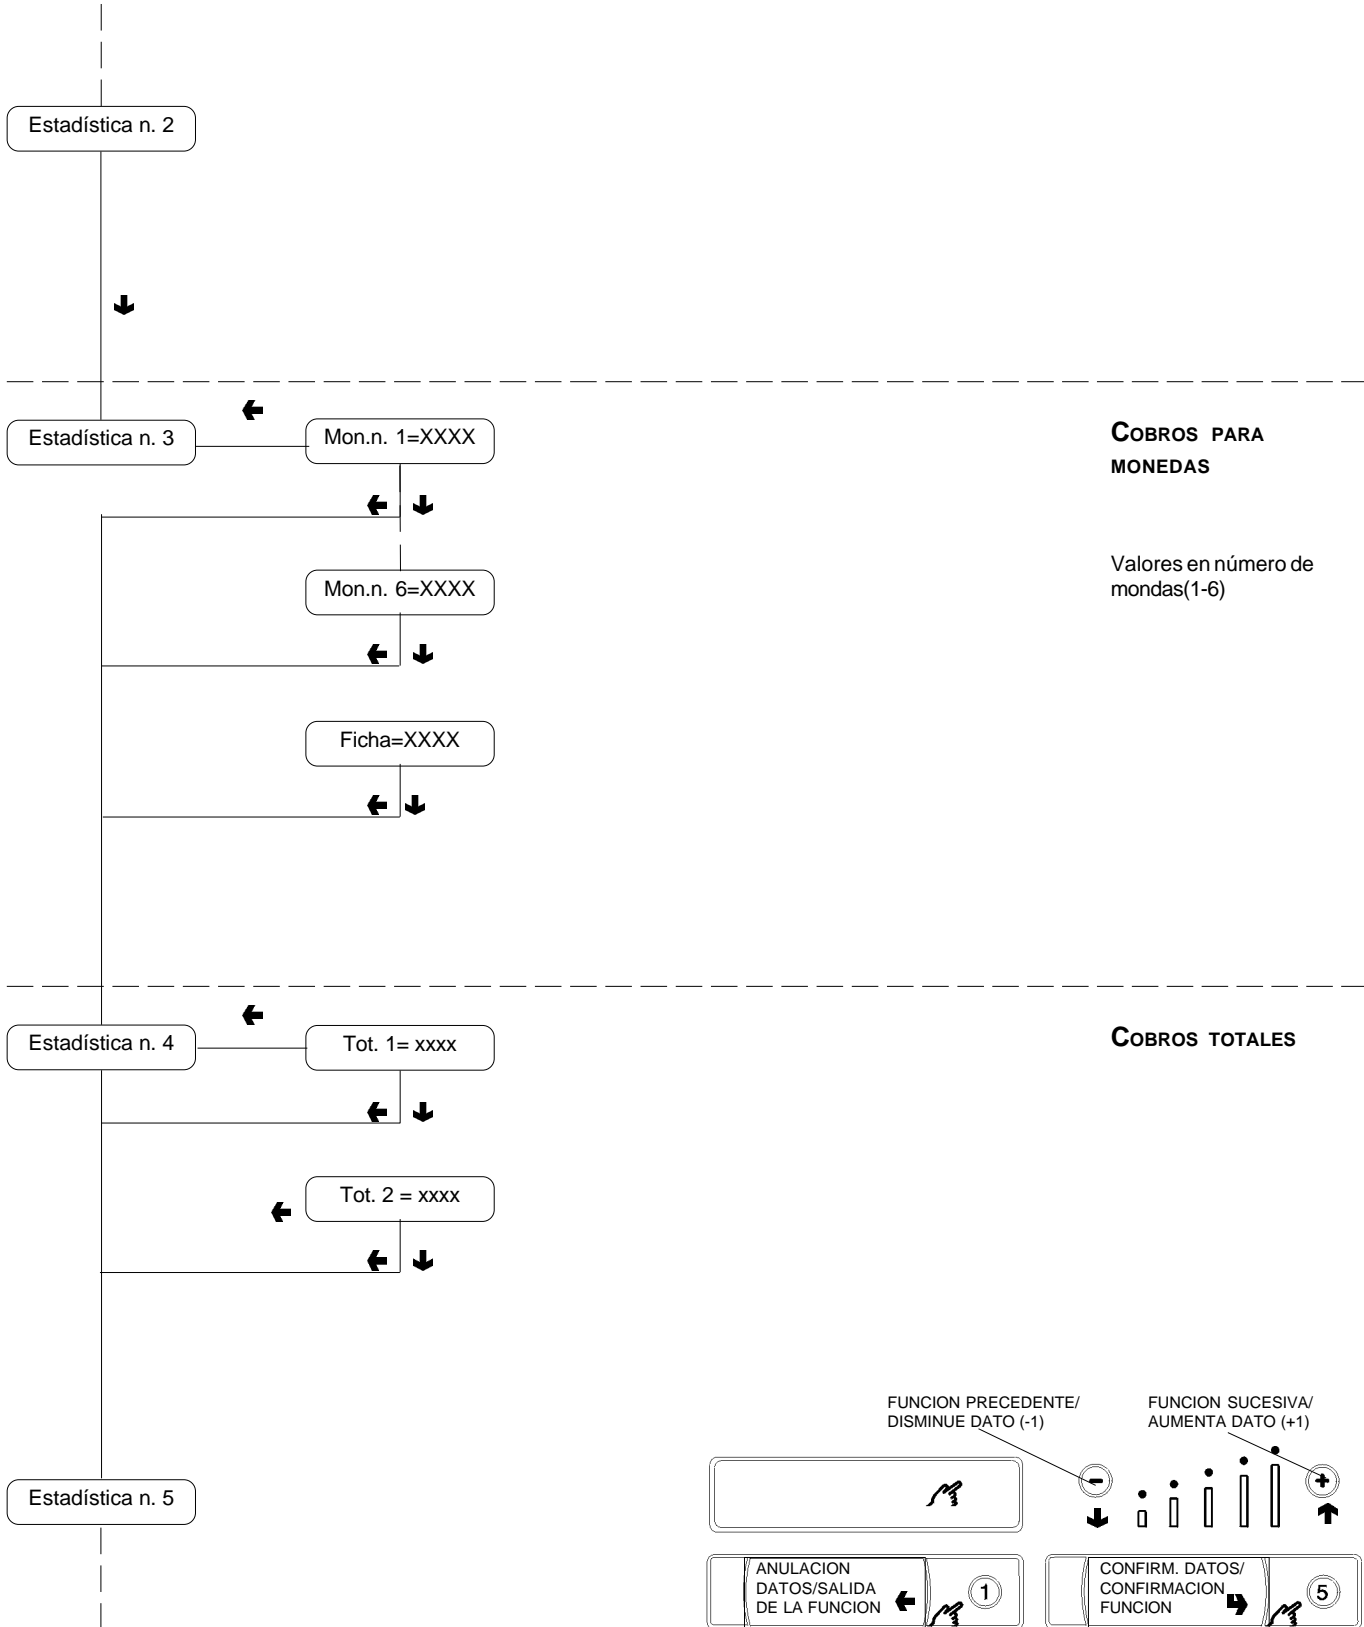 Estadística n. 2
Estadística n. 3
Mon.n. 1=XXXX
COBROS PARA
MONEDAS
Mon.n. 6=XXXX
Valores en número de
mondas(1-6)
Ficha=XXXX
Estadística n. 4
Tot. 1= xxxx
COBROS TOTALES
Tot. 2 = xxxx
FUNCION PRECEDENTE/
DISMINUE DATO (-1)
FUNCION SUCESIVA/
AUMENTA DATO (+1)
Estadística n. 5
-
+
ANULACION
DATOS/SALIDA
DE LA FUNCION
1
CONFIRM. DATOS/
CONFIRMACION
FUNCION
5